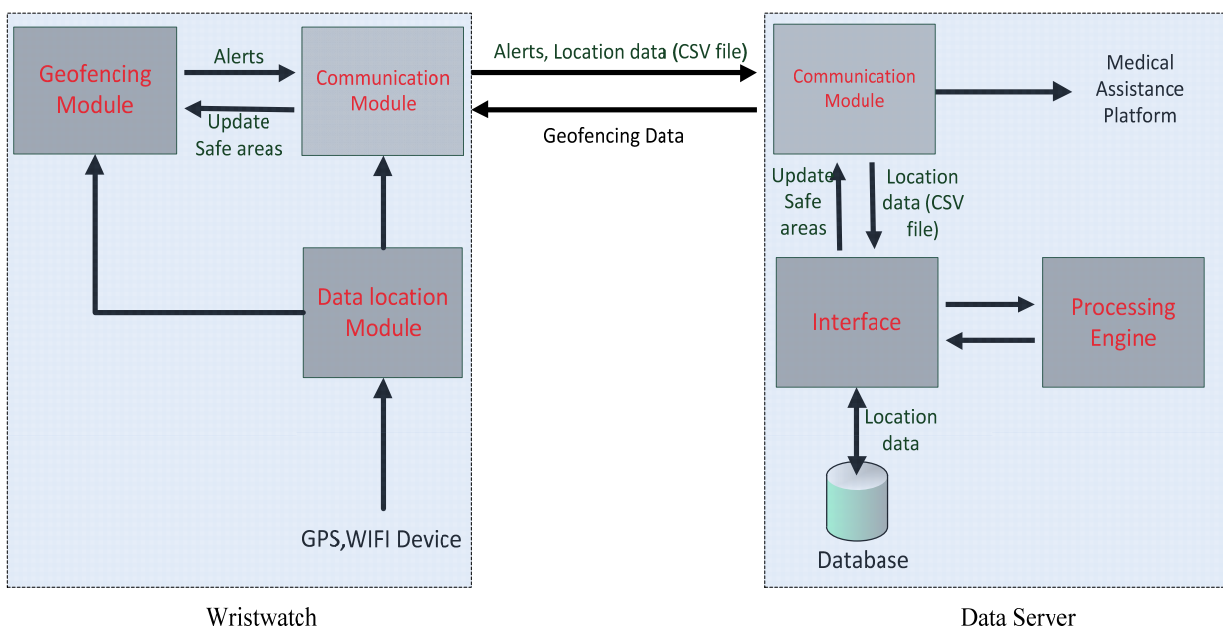 Geofencing
Module
Alerts
Update
Safe areas
Communication
Module
Data location
Module
GPS,WIFI Device
Wristwatch
Alerts, Location data (CSV file)
Geofencing Data
Communication
Module
Medical
Assistance
Platform
Update
Safe
areas
Location
data (CSV
file)
Interface
Processing
Engine
Location
data
Database
Data Server